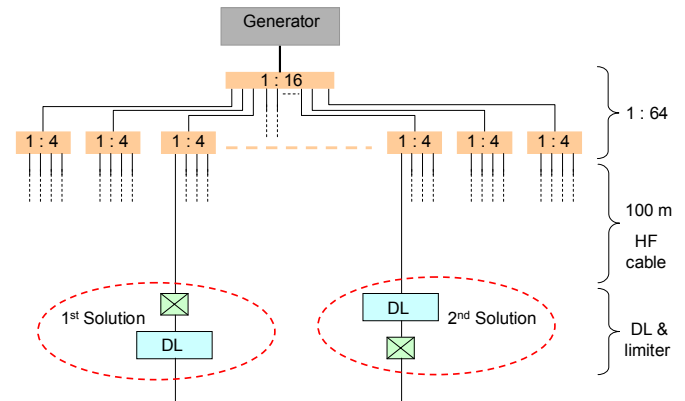 Generator
1 : 16
1 : 64
1 : 4
1 : 4
1 : 4
1 : 4
1 : 4
1 : 4
100 m
HF
cable
1st Solution
DL
DL
2nd Solution
DL &
limiter